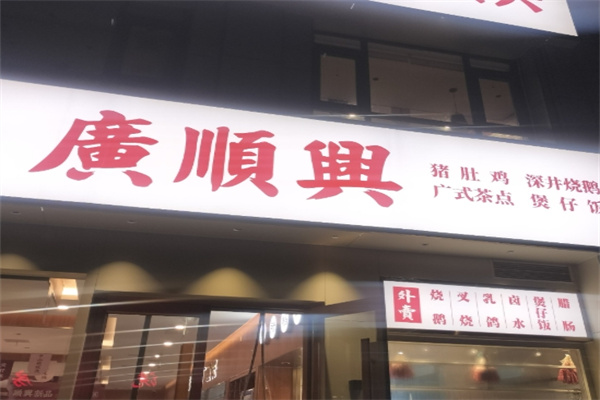 廣順興
猪肚鸡 深井烧鹅
广式茶点 煲仔饭
外賣
烧鹅
叉烧
乳鸽
卤水
煲仔饭
腊肠